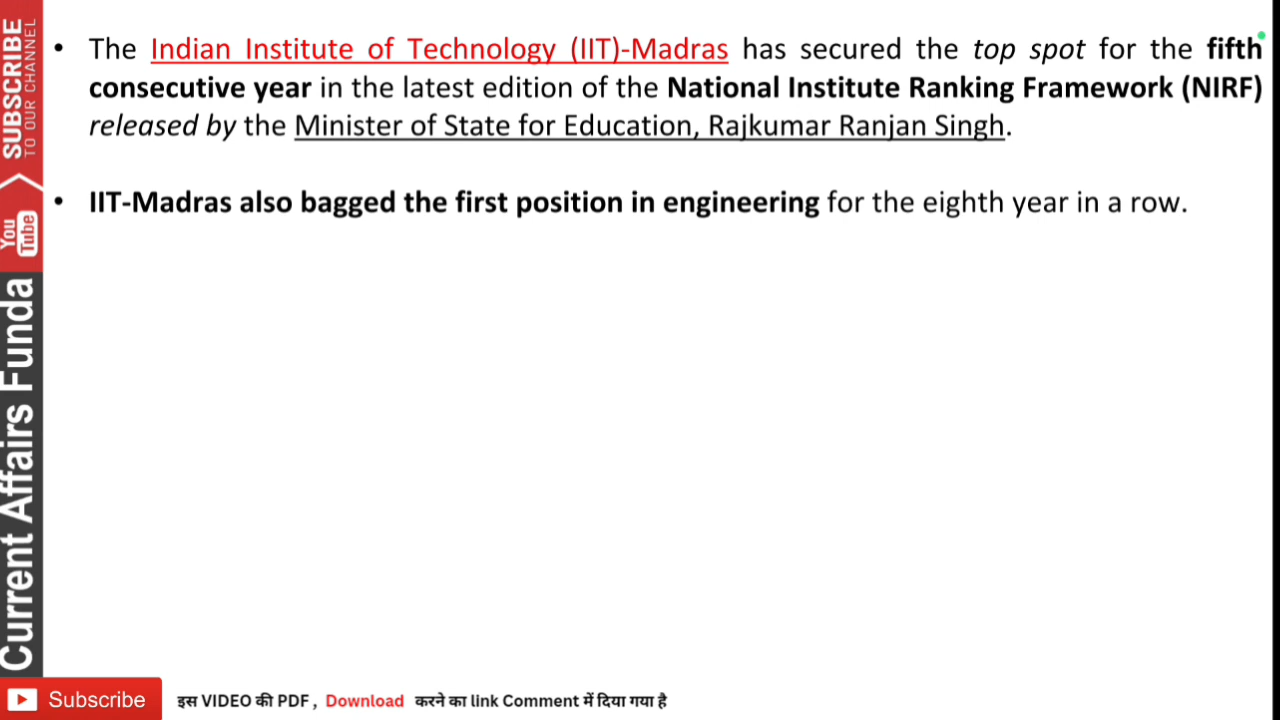 • The Indian Institute of Technology (IIT)-Madras has secured the top spot for the fifth
consecutive year in the latest edition of the National Institute Ranking Framework (NIRF)
released by the Minister of State for Education, Rajkumar Ranjan Singh.
• IIT-Madras also bagged the first position in engineering for the eighth year in a row.
SUBSCRIBE
TO OUR CHANNEL
You
Tube
Current Affairs Funda
Subscribe
इस VIDEO की PDF , Download करने का link Comment में दिया गया है